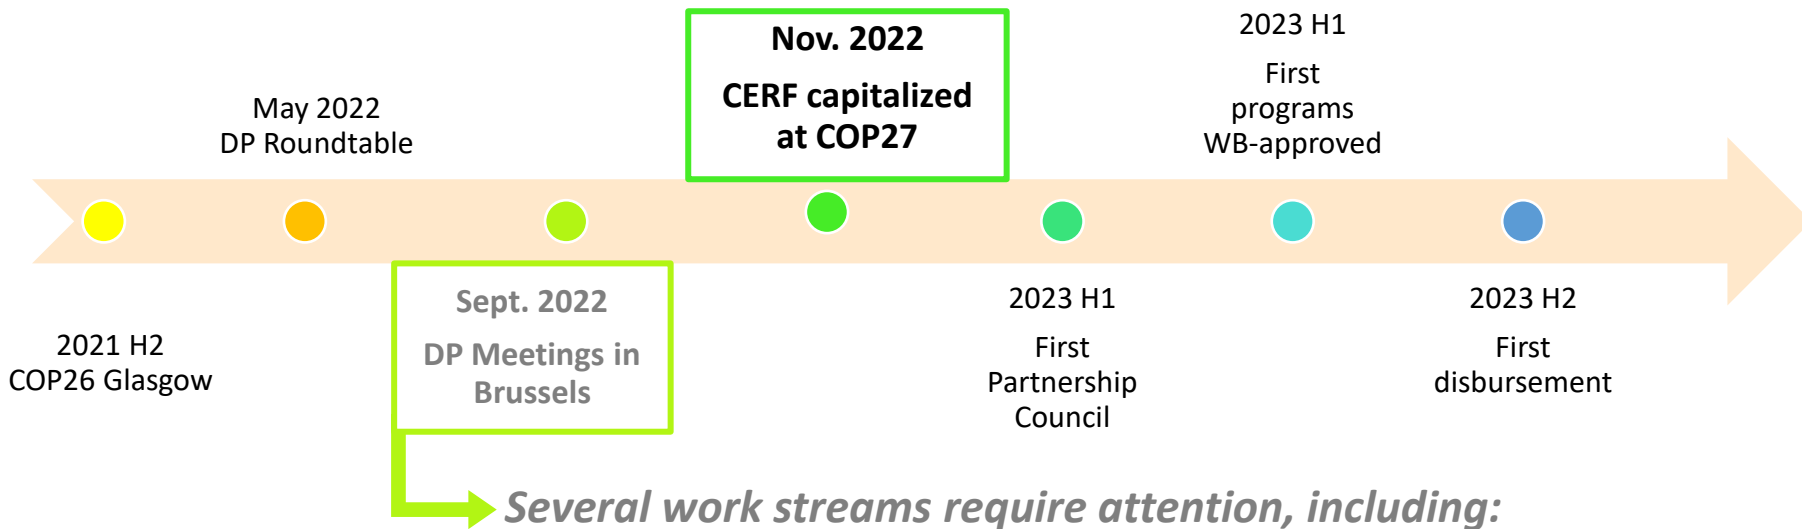 2021 H2
COP26 Glasgow
May 2022
DP Roundtable
Sept. 2022
DP Meetings in
Brussels
Nov. 2022
CERF capitalized
at COP27
2023 H1
First
Partnership
Council
2023 H1
First
programs
WB-approved
2023 H2
First
disbursement
Several work streams require attention, including: